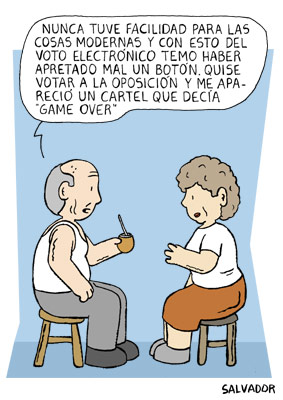 NUNCA TUVE FACILIDAD PARA LAS
COSAS MODERNAS Y CON ESTO DEL
VOTO ELECTRÓNICO TEMO HABER
APRETADO MAL UN BOTÓN. QUISE
VOTAR A LA OPOSICIÓN Y ME APA-
RECIÓ UN CARTEL QUE DECÍA
"GAME OVER"
SALVADOR